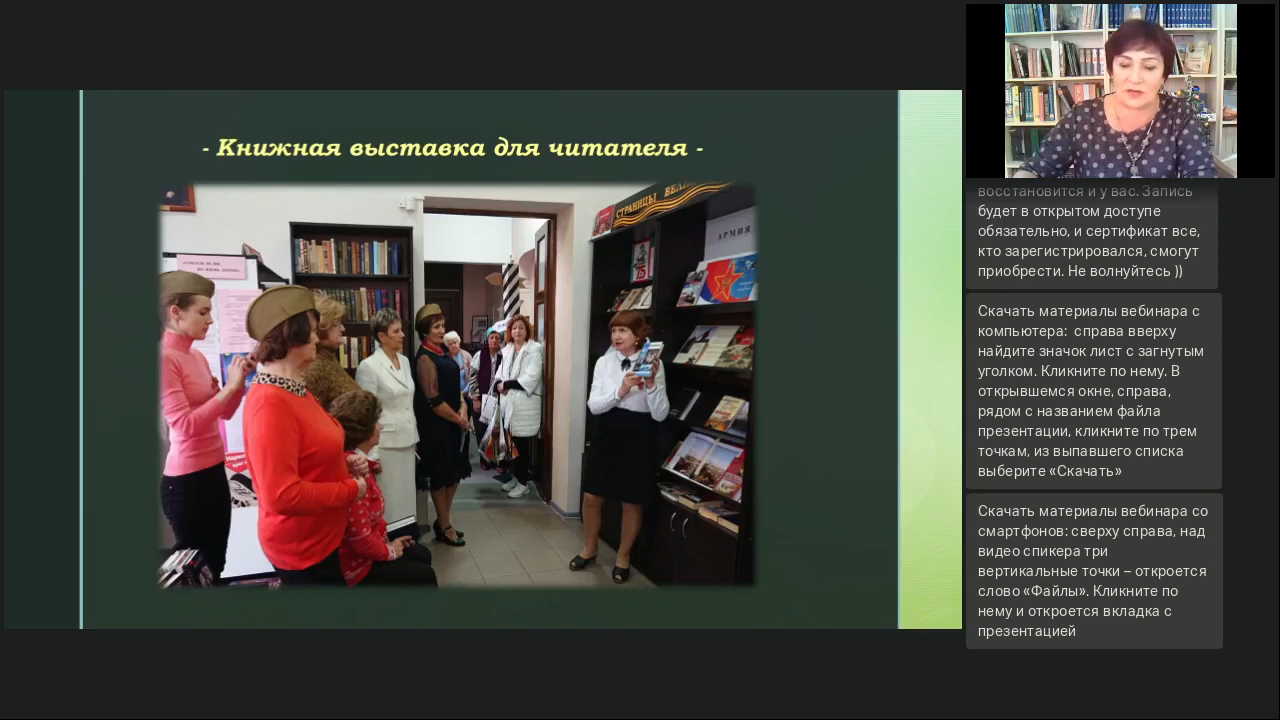 - Книжная выставка для читателя -
СТРАНИЦЫ ВЕЛИ
АРМИЯ
восстановится и у вас. Запись
будет в открытом доступе
обязательно, и сертификат все,
кто зарегистрировался, смогут
приобрести. Не волнуйтесь ))
Скачать материалы вебинара с
компьютера:  справа вверху
найдите значок лист с загнутым
уголком. Кликните по нему. В
открывшемся окне, справа,
рядом с названием файла
презентации, кликните по трем
точкам, из выпавшего списка
выберите «Скачать»
Скачать материалы вебинара со
смартфонов: сверху справа, над
видео спикера три
вертикальные точки – откроется
слово «Файлы». Кликните по
нему и откроется вкладка с
презентацией